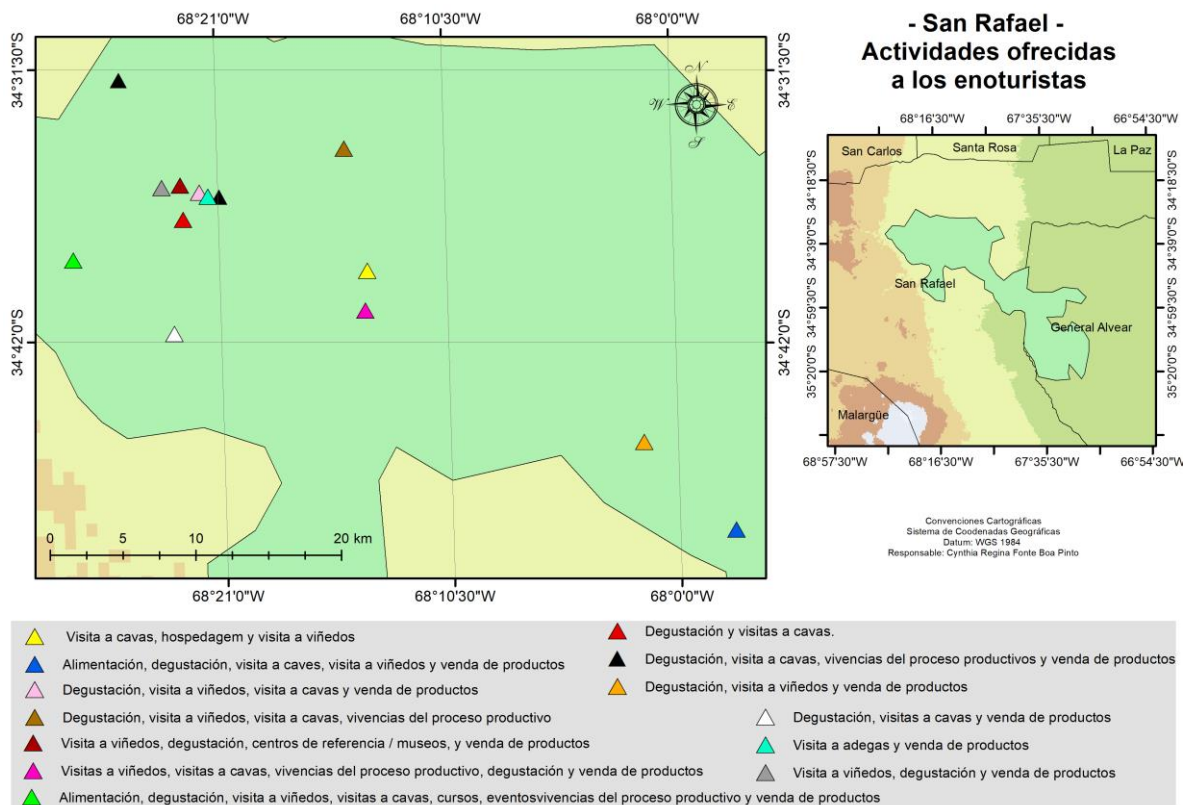 68°21'0"W 68°10'30"W 68°0'0"W
34°31'30"S
34°31'30"S
N
W E
S
34°42'0"S
34°42'0"S
0 5 10 20 km
68°21'0"W 68°10'30"W 68°0'0"W
- San Rafael -
Actividades ofrecidas
a los enoturistas
68°16'30"W 67°35'30"W 66°54'30"W
San Carlos Santa Rosa La Paz
34°18'30"S
34°18'30"S
34°39'0"S
34°39'0"S
San Rafael
34°59'30"S
34°59'30"S
General Alvear
35°20'0"S
35°20'0"S
Malargüe
68°57'30"W 68°16'30"W 67°35'30"W 66°54'30"W
Convenciones Cartográficas
Sistema de Coodenadas Geográficas
Datum: WGS 1984
Responsable: Cynthia Regina Fonte Boa Pinto
Visita a cavas, hospedagem y visita a viñedos
Alimentación, degustación, visita a caves, visita a viñedos y venda de productos
Degustación, visita a viñedos, visita a cavas y venda de productos
Degustación, visita a viñedos, visita a cavas, vivencias del proceso productivo
Visita a viñedos, degustación, centros de referencia / museos, y venda de productos
Visitas a viñedos, visitas a cavas, vivencias del proceso productivo, degustación y venda de productos
Alimentación, degustación, visita a viñedos, visitas a cavas, cursos, eventosvivencias del proceso productivo y venda de productos
Degustación y visitas a cavas.
Degustación, visita a cavas, vivencias del proceso productivos y venda de productos
Degustación, visita a viñedos y venda de productos
Degustación, visitas a cavas y venda de productos
Visita a adegas y venda de productos
Visita a viñedos, degustación y venda de productos